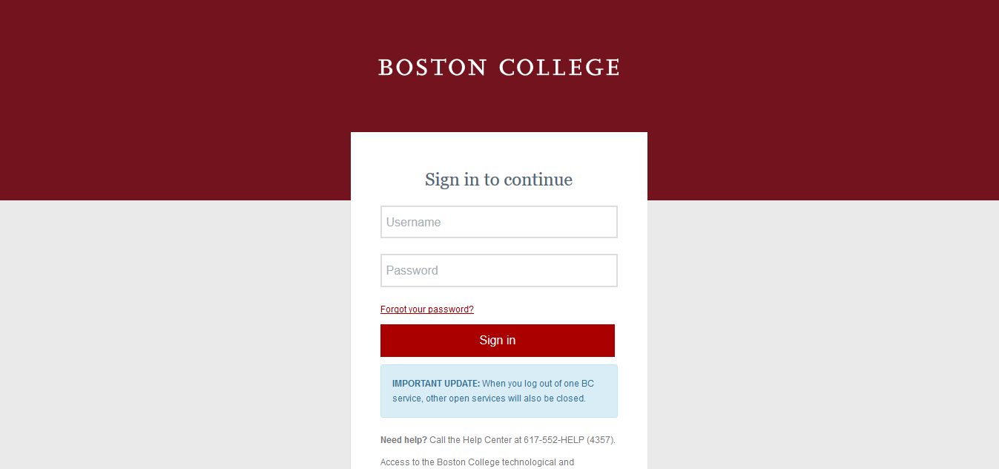 BOSTON COLLEGE
Sign in to continue
Username
Password
Forgot your password?
Sign in
IMPORTANT UPDATE: When you log out of one BC
service, other open services will also be closed.
Need help? Call the Help Center at 617-552-HELP (4357).
Access to the Boston College technological and